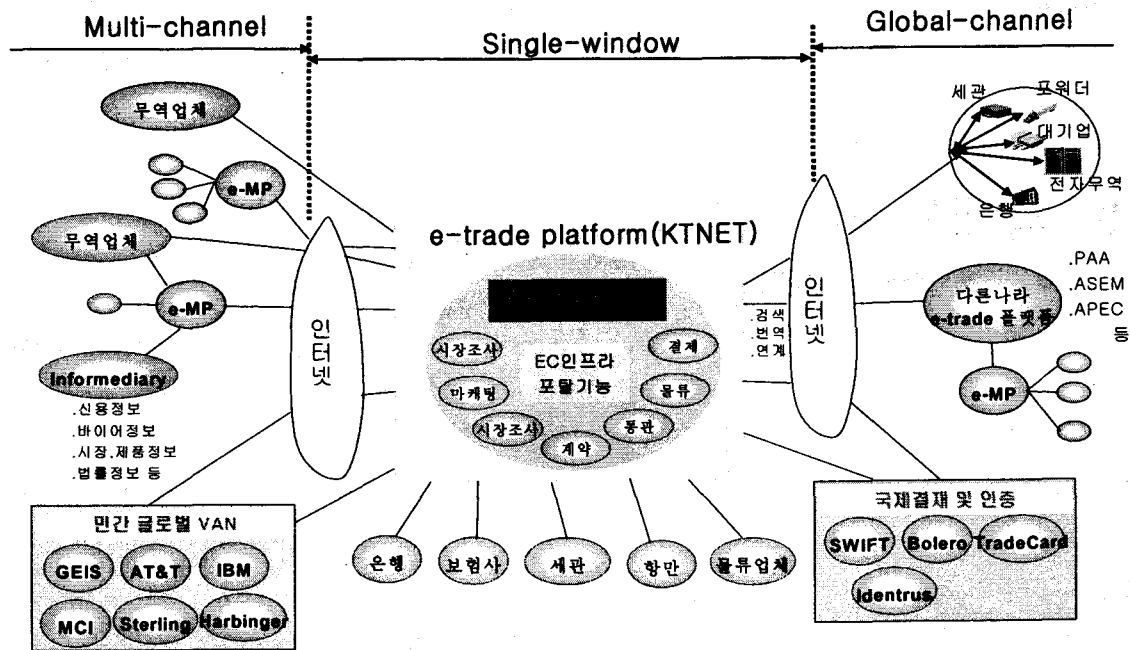 Multi-channel
Single-window
Global-channel
무역업체
e-MP
무역업체
e-MP
Informediary
.신용정보
.바이어정보
.시장.제품정보
.법률정보 등
민간 글로벌 VAN
GEIS
AT&T
IBM
MCI
Sterling
Harbinger
인터넷
e-trade platform(KTNET)
시장조사
마케팅
시장조사
계약
통관
물류
결제
EC인프라
포탈기능
은행
보험사
세관
항만
물류업체
.검색
.번역
.연계
인터넷
세관
포워더
대기업
전자무역
은행
다른나라
e-trade 플랫폼
.PAA
.ASEM
.APEC
등
e-MP
국제결재 및 인증
SWIFT
Bolero
TradeCard
Identrus